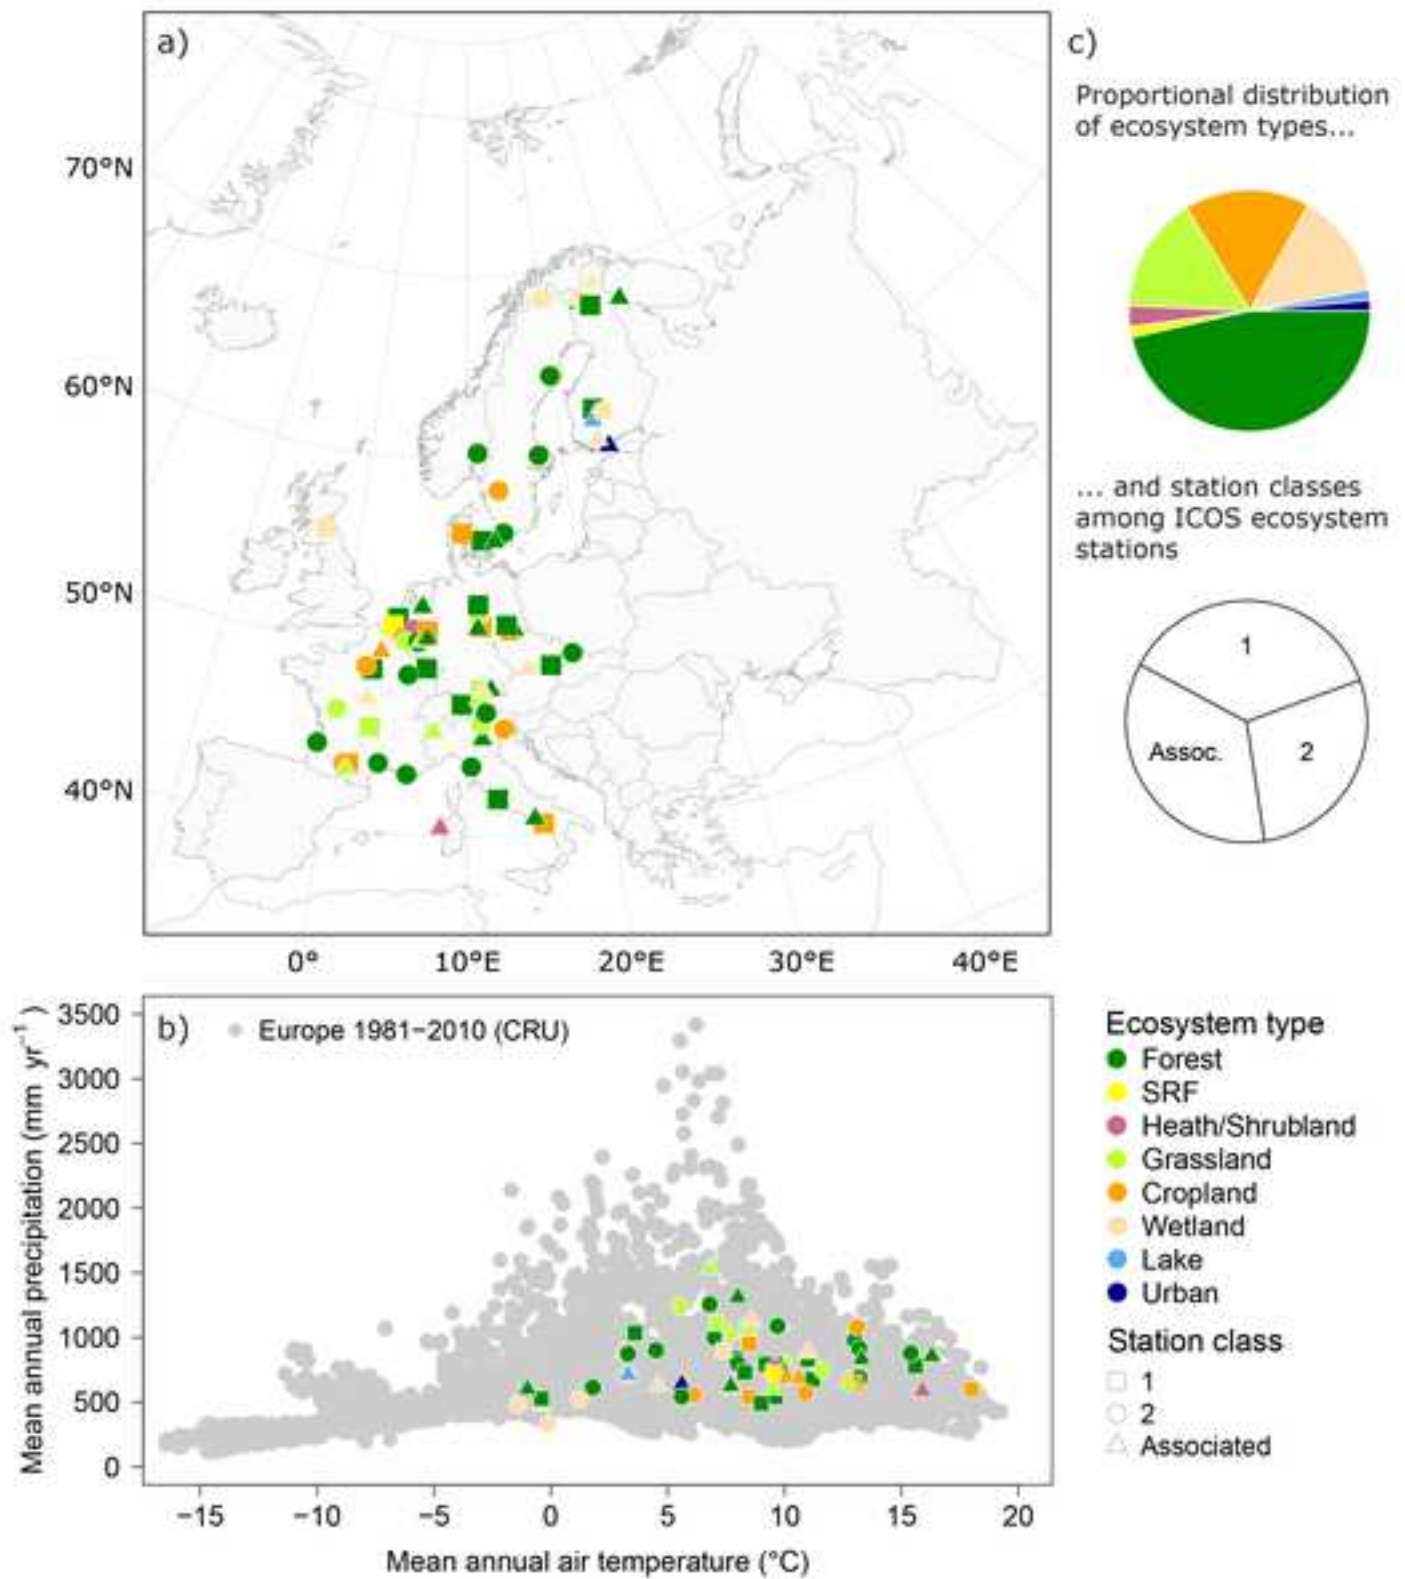 a)
70°N
60°N
50°N
40°N
0°
10°E
20°E
30°E
40°E
c)
Proportional distribution
of ecosystem types...
... and station classes
among ICOS ecosystem
stations
1
Assoc.
2
b)
Europe 1981−2010 (CRU)
Mean annual precipitation (mm yr⁻¹ )
3500
3000
2500
2000
1500
1000
500
0
−15
−10
−5
0
5
10
15
20
Mean annual air temperature (°C)
Ecosystem type
Forest
SRF
Heath/Shrubland
Grassland
Cropland
Wetland
Lake
Urban
Station class
1
2
Associated